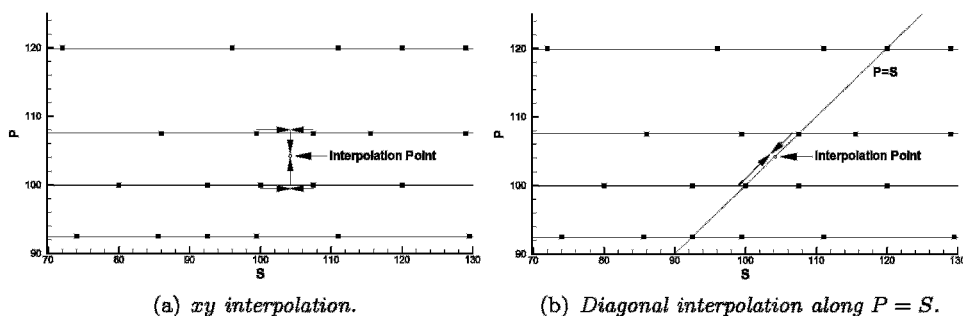 120
110
100
90
P
Interpolation Point
70
80
90
100
110
120
130
S
(a) xy interpolation.
120
110
100
90
P
P=S
Interpolation Point
70
80
90
100
110
120
130
S
(b) Diagonal interpolation along P = S.